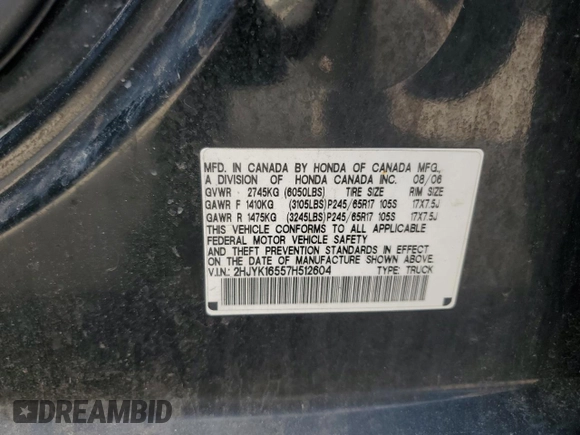 MFD. IN CANADA BY HONDA OF CANADA MFG.,
A DIVISION OF HONDA CANADA INC. 08/06
GVWR 2745KG (6050LBS) TIRE SIZE RIM SIZE
GAWR F 1410KG (3105LBS) P245/65R17 105S 17X7.5J
GAWR R 1475KG (3245LBS) P245/65R17 105S 17X7.5J
THIS VEHICLE CONFORMS TO ALL APPLICABLE
FEDERAL MOTOR VEHICLE SAFETY
AND THEFT PREVENTION STANDARDS IN EFFECT
ON THE DATE OF MANUFACTURE SHOWN ABOVE.
V.I.N.: 2HJYK16557H512604 TYPE: TRUCK
DREAMBID